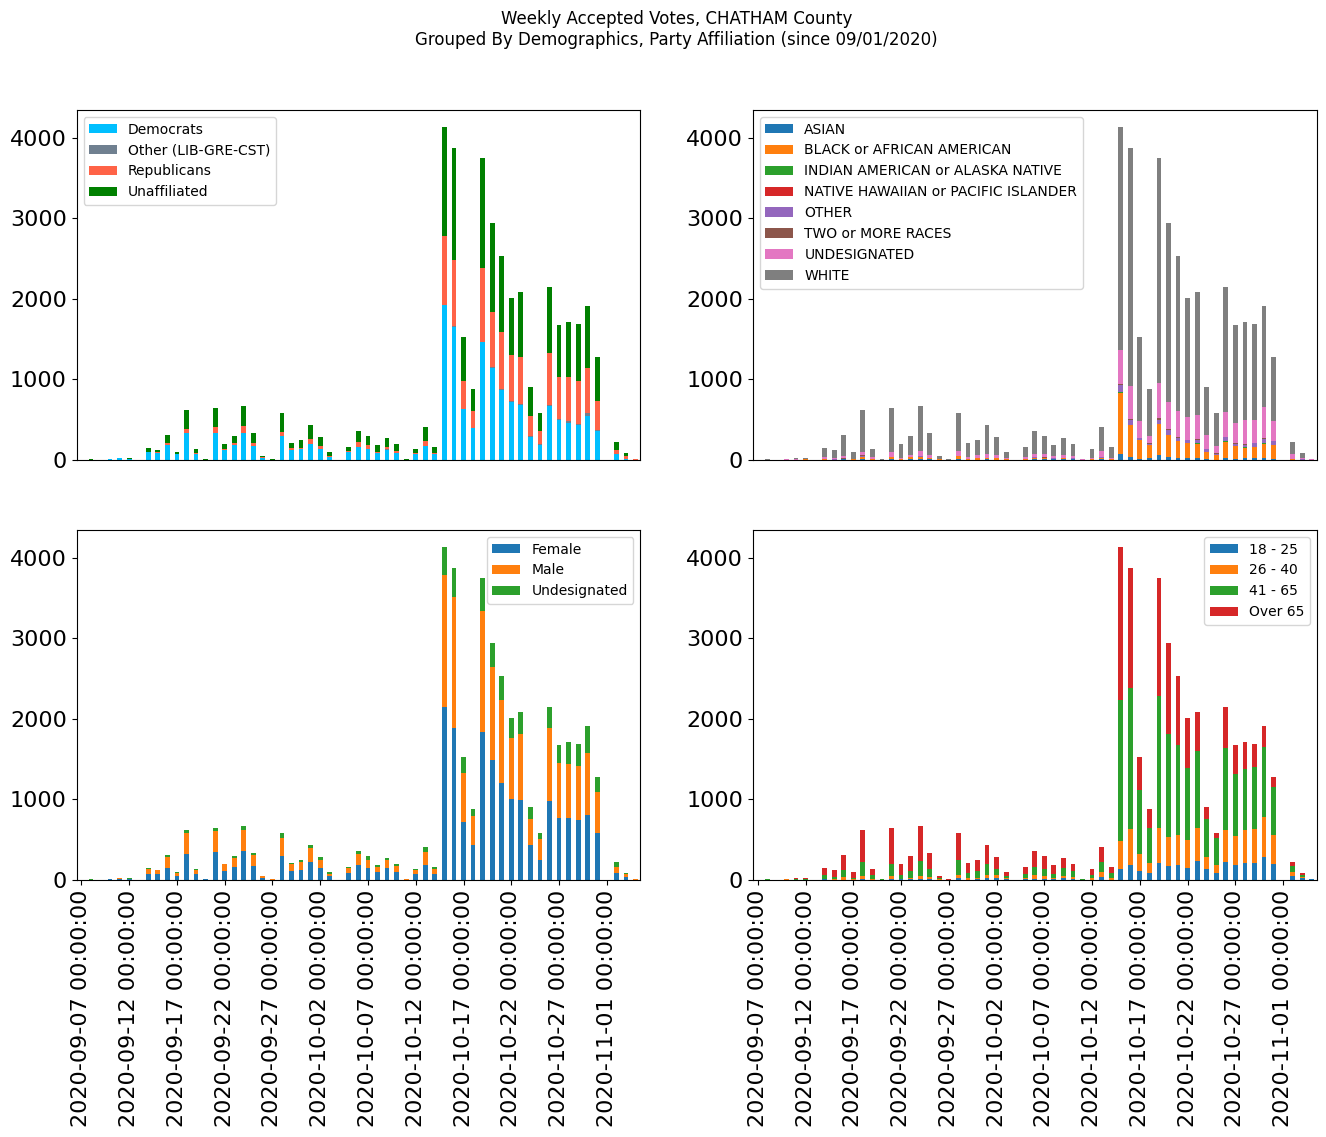 Weekly Accepted Votes, CHATHAM County
Grouped By Demographics, Party Affiliation (since 09/01/2020)
4000
3000
2000
1000
0
Democrats
Other (LIB-GRE-CST)
Republicans
Unaffiliated
4000
3000
2000
1000
0
ASIAN
BLACK or AFRICAN AMERICAN
INDIAN AMERICAN or ALASKA NATIVE
NATIVE HAWAIIAN or PACIFIC ISLANDER
OTHER
TWO or MORE RACES
UNDESIGNATED
WHITE
4000
3000
2000
1000
0
Female
Male
Undesignated
2020-09-07 00:00:00
2020-09-12 00:00:00
2020-09-17 00:00:00
2020-09-22 00:00:00
2020-09-27 00:00:00
2020-10-02 00:00:00
2020-10-07 00:00:00
2020-10-12 00:00:00
2020-10-17 00:00:00
2020-10-22 00:00:00
2020-10-27 00:00:00
2020-11-01 00:00:00
4000
3000
2000
1000
0
18 - 25
26 - 40
41 - 65
Over 65
2020-09-07 00:00:00
2020-09-12 00:00:00
2020-09-17 00:00:00
2020-09-22 00:00:00
2020-09-27 00:00:00
2020-10-02 00:00:00
2020-10-07 00:00:00
2020-10-12 00:00:00
2020-10-17 00:00:00
2020-10-22 00:00:00
2020-10-27 00:00:00
2020-11-01 00:00:00